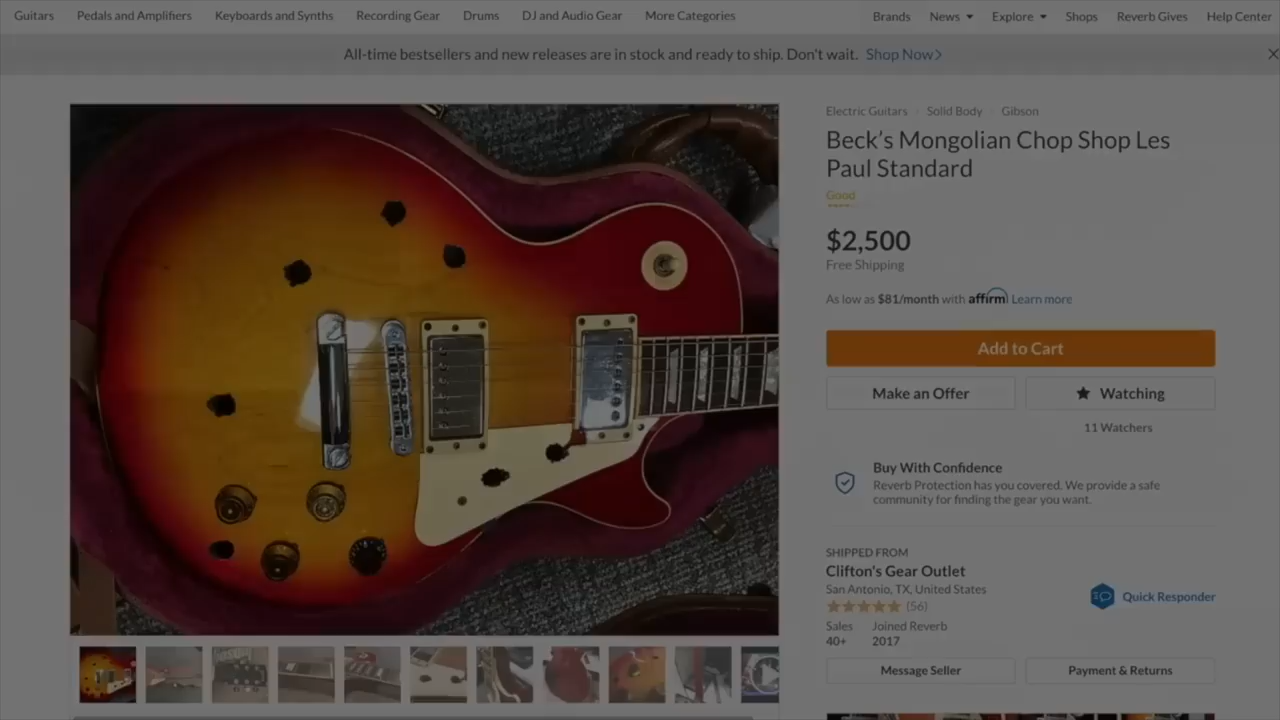 Guitars
Pedals and Amplifiers
Keyboards and Synths
Recording Gear
Drums
DJ and Audio Gear
More Categories
Brands
News
Explore
Shops
Reverb Gives
Help Center
All-time bestsellers and new releases are in stock and ready to ship. Don't wait. Shop Now
Electric Guitars
Solid Body
Gibson
Beck’s Mongolian Chop Shop Les
Paul Standard
Good
$2,500
Free Shipping
As low as $81/month with affirm Learn more
Add to Cart
Make an Offer
Watching
11 Watchers
Buy With Confidence
Reverb Protection has you covered. We provide a safe
community for finding the gear you want.
SHIPPED FROM
Clifton's Gear Outlet
San Antonio, TX, United States
(56)
Quick Responder
Sales
Joined Reverb
40+
2017
Message Seller
Payment & Returns